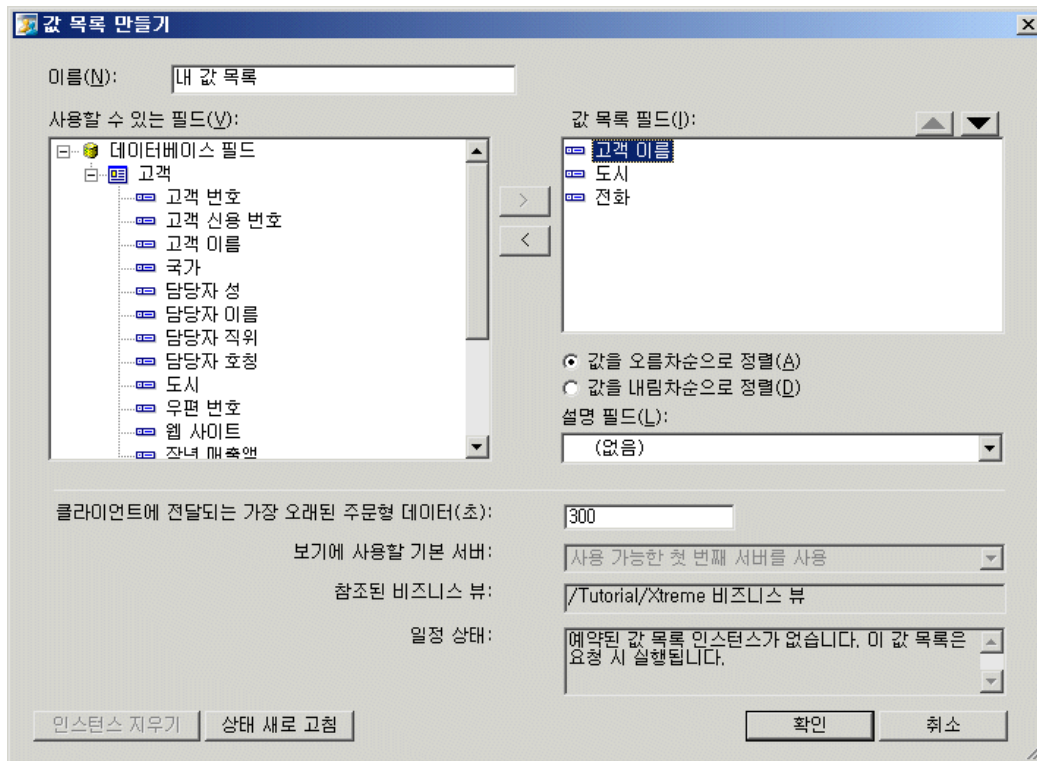 값 목록 만들기
이름(N):
내 값 목록
사용할 수 있는 필드(V):
데이터베이스 필드
고객
고객 번호
고객 신용 번호
고객 이름
국가
담당자 성
담당자 이름
담당자 직위
담당자 호칭
도시
우편 번호
웹 사이트
작년 매출액
>
<
값 목록 필드(I):
고객 이름
도시
전화
값을 오름차순으로 정렬(A)
값을 내림차순으로 정렬(D)
설명 필드(L):
(없음)
클라이언트에 전달되는 가장 오래된 주문형 데이터(초):
300
보기에 사용할 기본 서버:
사용 가능한 첫 번째 서버를 사용
참조된 비즈니스 뷰:
/Tutorial/Xtreme 비즈니스 뷰
일정 상태:
예약된 값 목록 인스턴스가 없습니다. 이 값 목록은
요청 시 실행됩니다.
인스턴스 지우기
상태 새로 고침
확인
취소